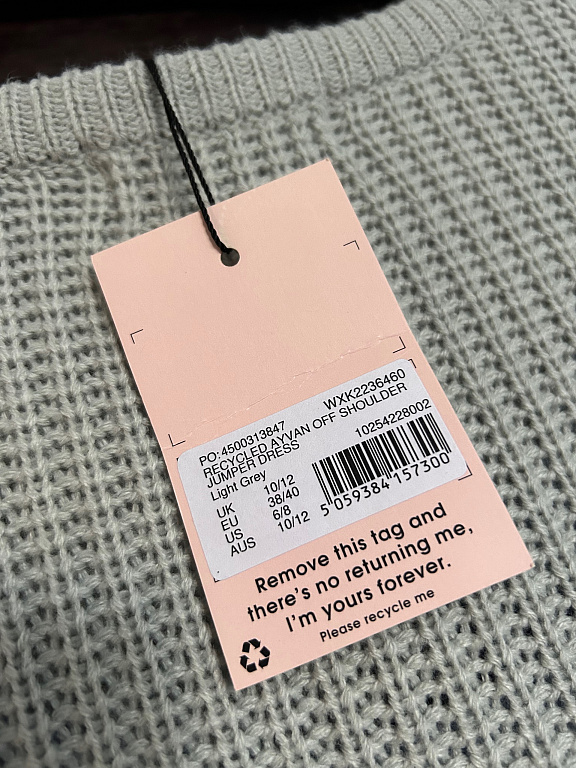 WXK2236460
PO:4500313847
RECYCLED AYVAN OFF SHOULDER
JUMPER DRESS
Light Grey
10254228002
UK 10/12
EU 38/40
US 6/8
AUS 10/12
5 059384 157300
Remove this tag and
there's no returning me,
I'm yours forever.
Please recycle me